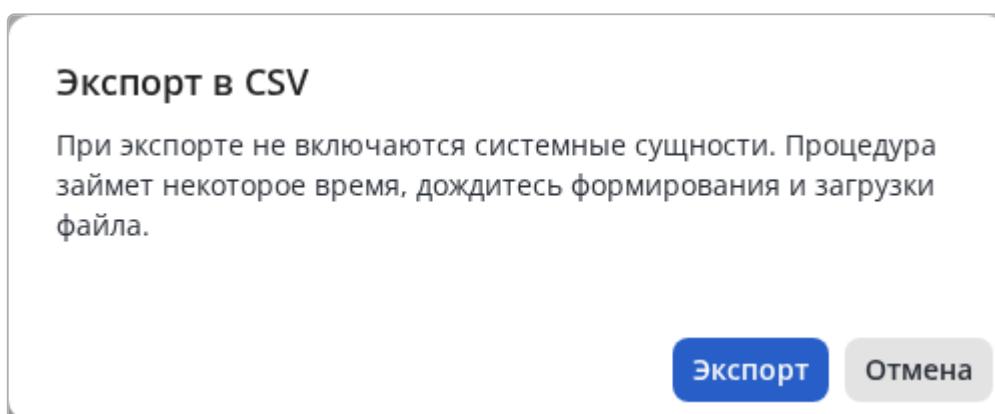 Экспорт в CSV
При экспорте не включаются системные сущности. Процедура
займет некоторое время, дождитесь формирования и загрузки
файла.
Экспорт Отмена